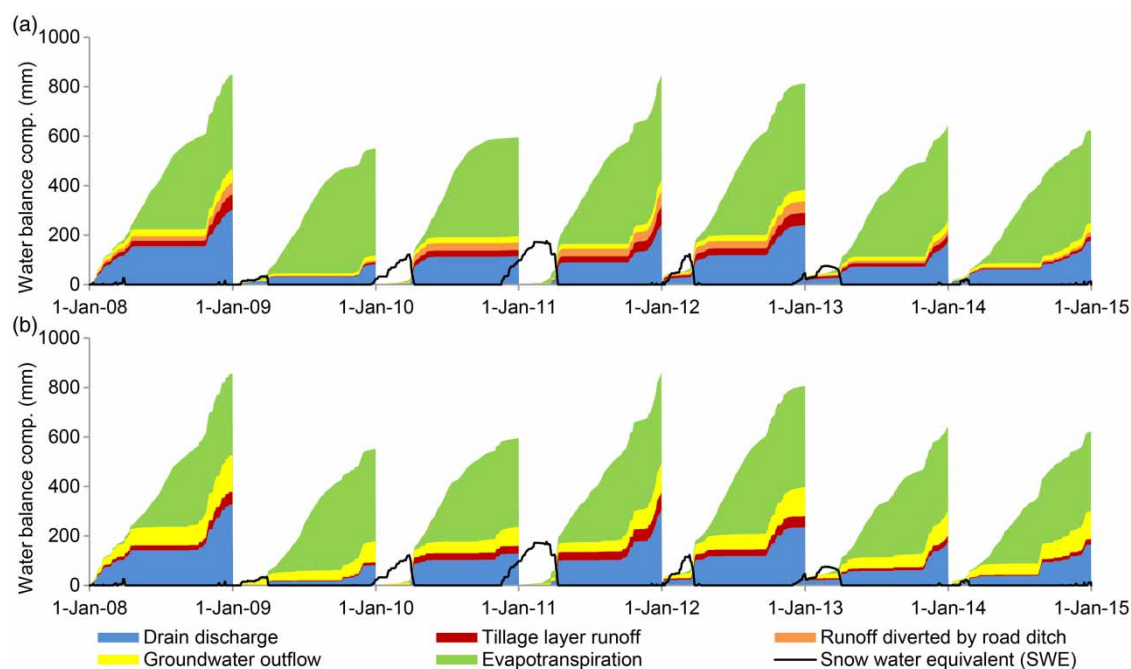 (a)
Water balance comp. (mm)
1000
800
600
400
200
0
1-Jan-08 1-Jan-09 1-Jan-10 1-Jan-11 1-Jan-12 1-Jan-13 1-Jan-14 1-Jan-15
(b)
Water balance comp. (mm)
1000
800
600
400
200
0
1-Jan-08 1-Jan-09 1-Jan-10 1-Jan-11 1-Jan-12 1-Jan-13 1-Jan-14 1-Jan-15
Drain discharge Tillage layer runoff Runoff diverted by road ditch
Groundwater outflow Evapotranspiration Snow water equivalent (SWE)